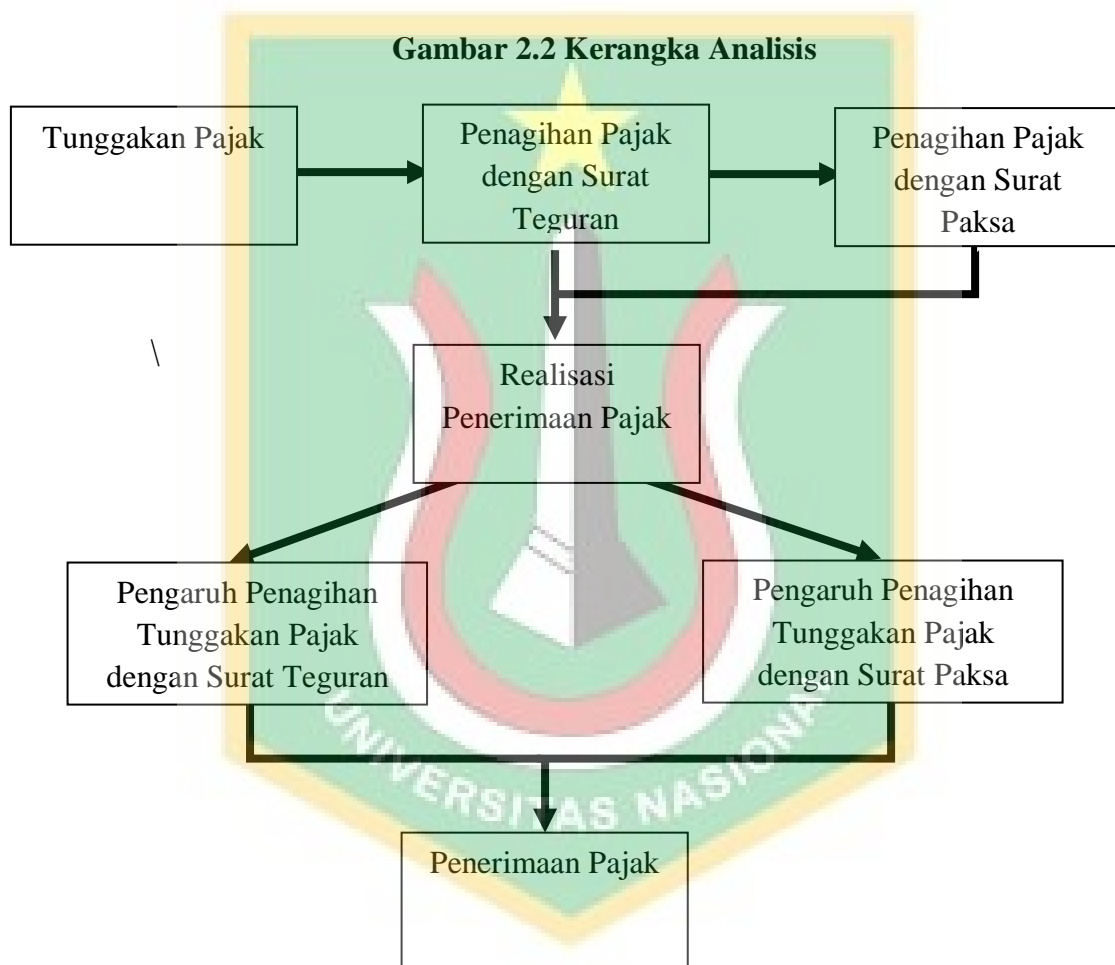 Gambar 2.2 Kerangka Analisis
Tunggakan Pajak
Penagihan Pajak
dengan Surat
Teguran
Penagihan Pajak
dengan Surat
Paksa
\
Realisasi
Penerimaan Pajak
Pengaruh Penagihan
Tunggakan Pajak
dengan Surat Teguran
Pengaruh Penagihan
Tunggakan Pajak
dengan Surat Paksa
UNIVERSITAS NASIONAL
Penerimaan Pajak